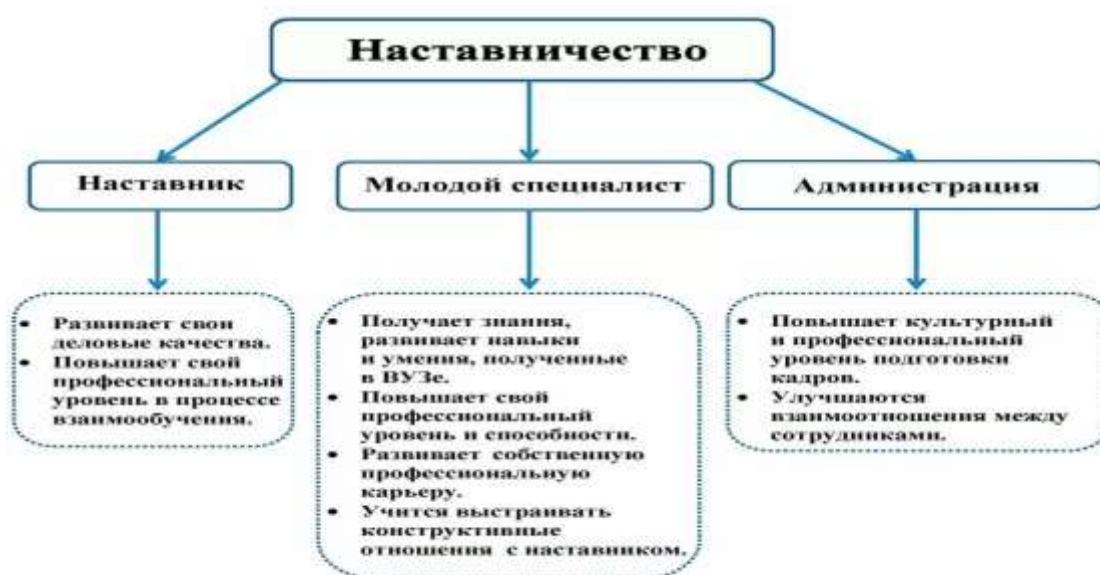 Наставничество
Наставник
Молодой специалист
Администрация
• Развивает свои
деловые качества.
• Повышает свой
профессиональный
уровень в процессе
взаимообучения.
• Получает знания,
развивает навыки
и умения, полученные
в ВУЗе.
• Повышает свой
профессиональный
уровень и способности.
• Развивает собственную
профессиональную
карьеру.
• Учится выстраивать
конструктивные
отношения с наставником.
• Повышает культурный
и профессиональный
уровень подготовки
кадров.
• Улучшаются
взаимоотношения между
сотрудниками.